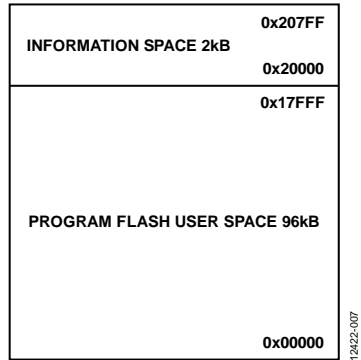 0x207FF
INFORMATION SPACE 2kB
0x20000
0x17FFF
PROGRAM FLASH USER SPACE 96kB
0x00000
12422-007